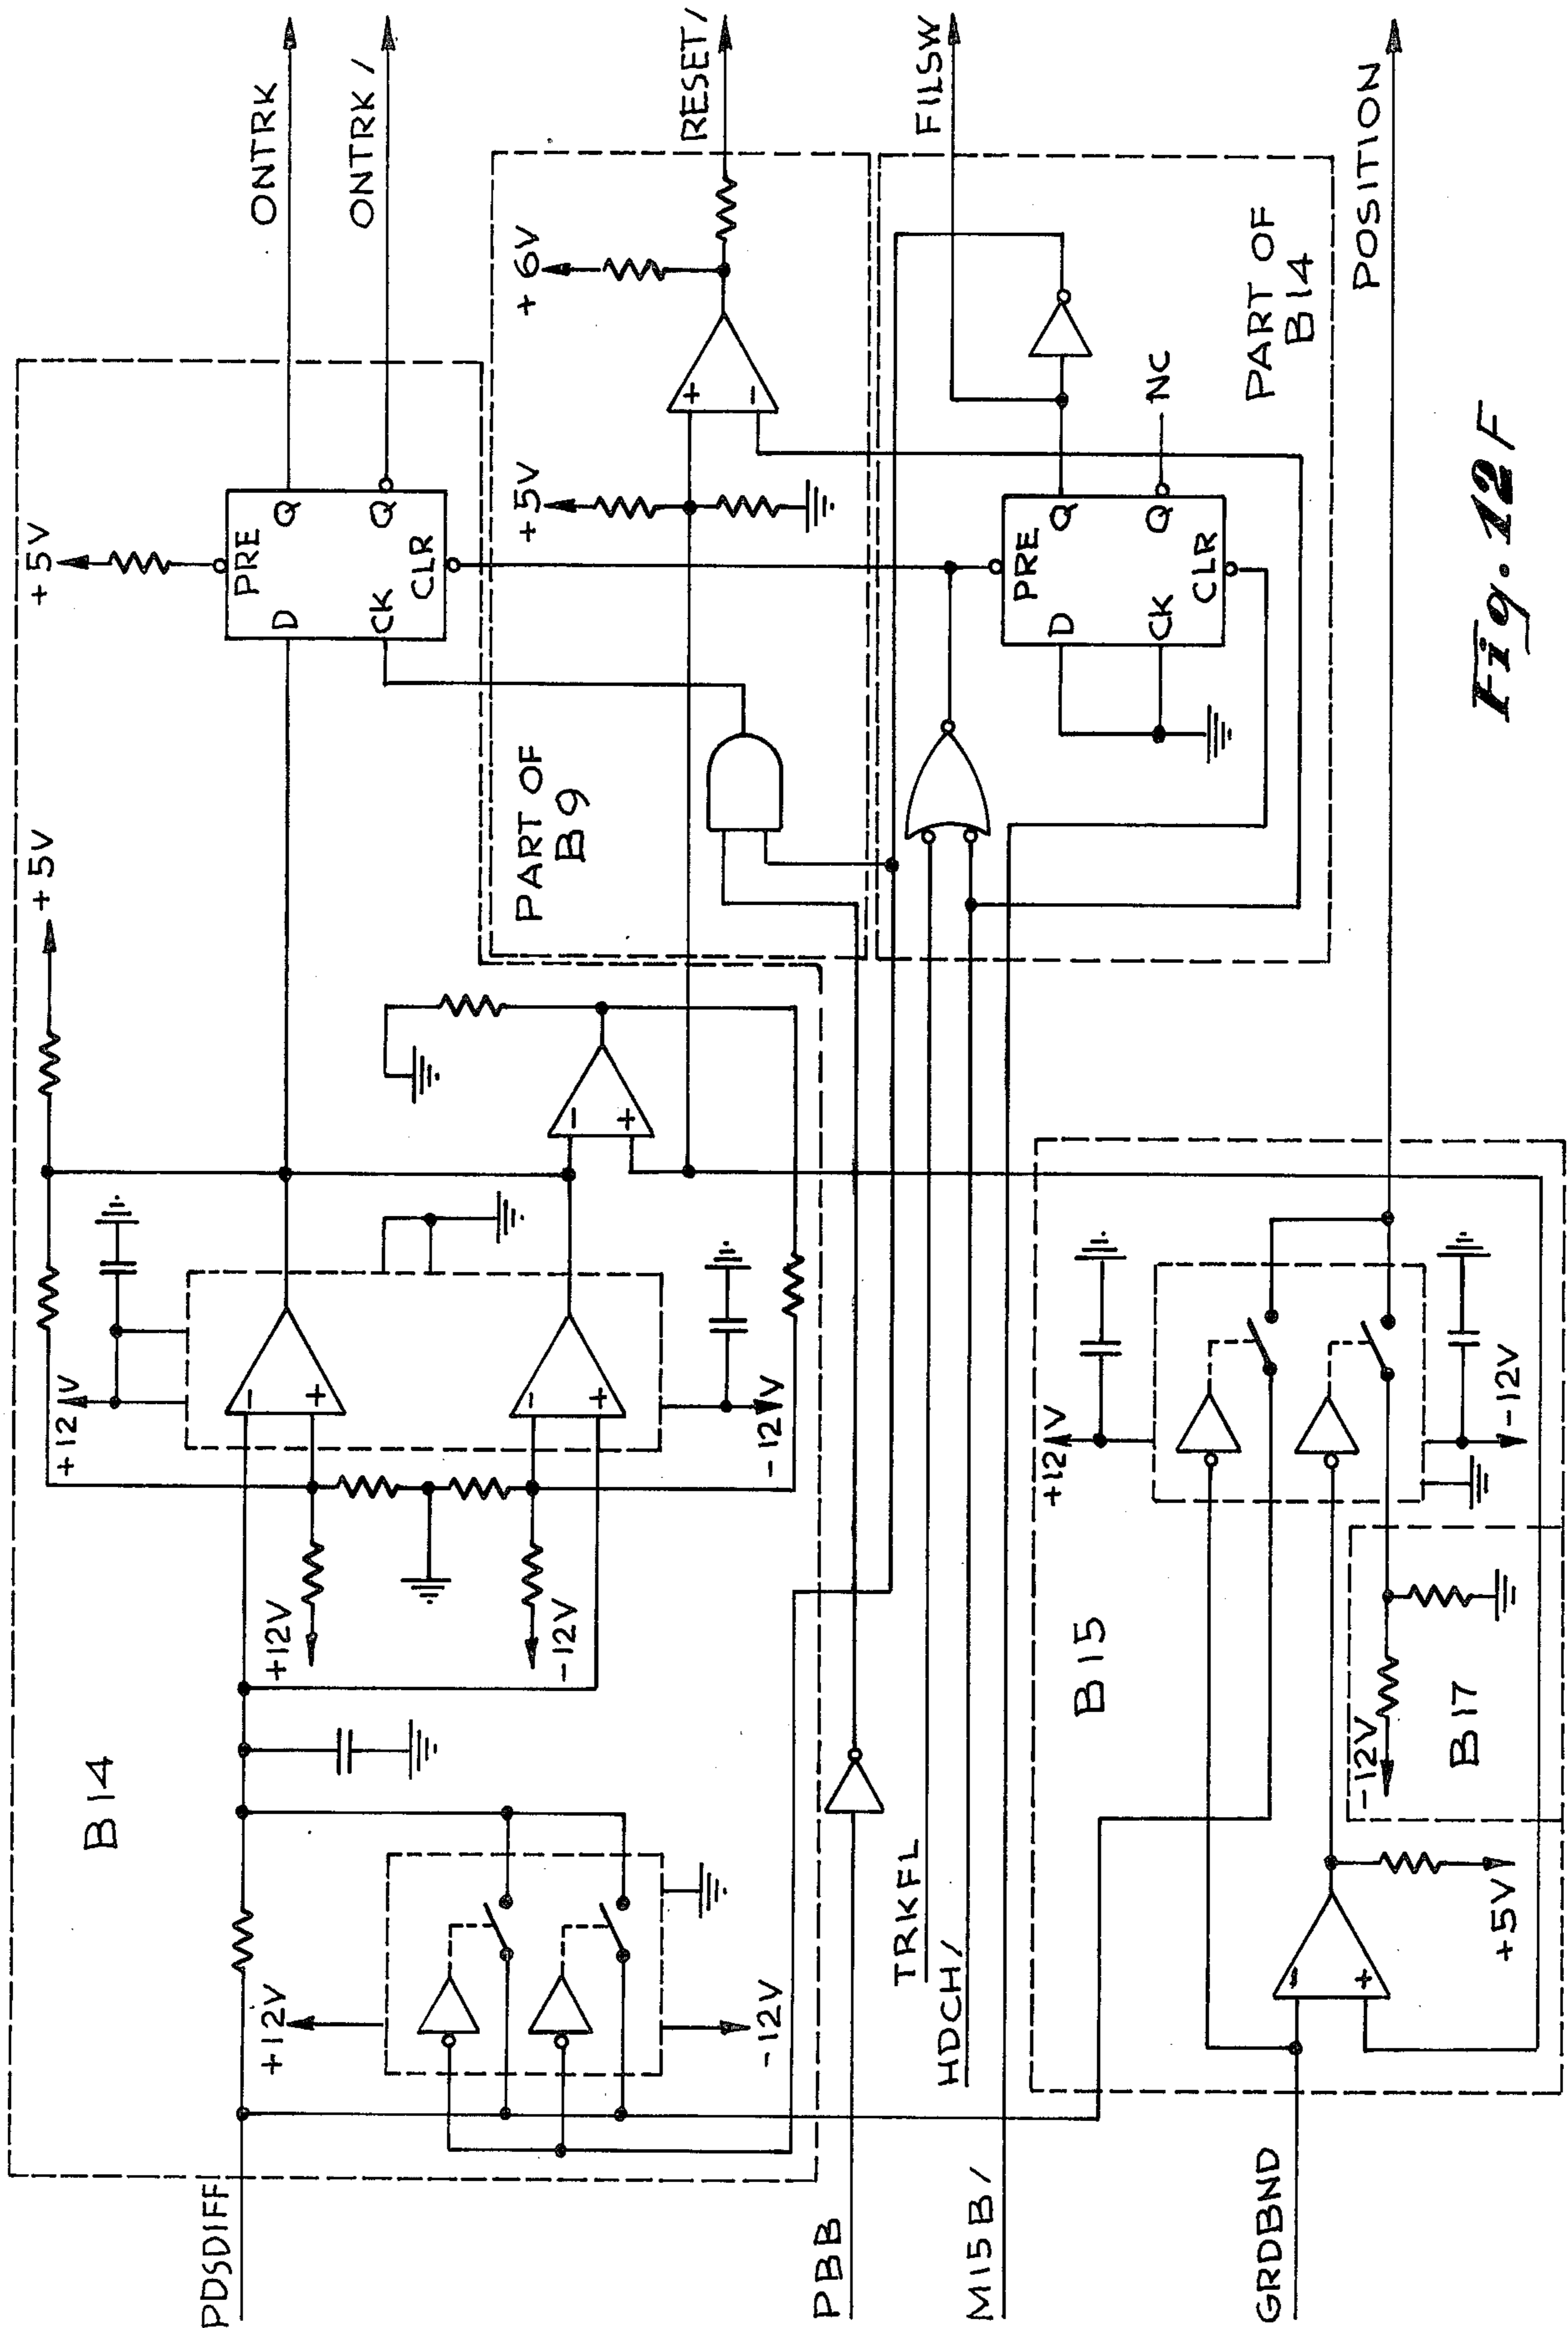 ONTRK
ONTRK /
RESET/
FILSW
POSITION
+5V
PRE
D
Q
CK
Q
CLR
+5V
+6V
+5V
+
-
PART OF
B9
PRE
D
Q
CK
Q
CLR
NC
PART OF
B14
+12V
-
+
-
+
-12V
-
+
+12V
-12V
B14
+12V
-12V
PDSDIFF
PBB
TRKFL
HDCH/
M15B/
GRDBND
+12V
-12V
B15
-12V
B17
-
+
+5V
Fig. 12F